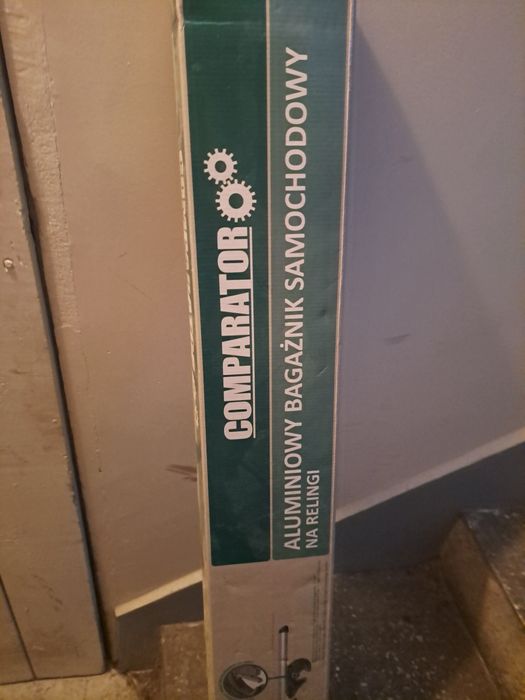 COMPARATOR
ALUMINIOWY BAGAŻNIK SAMOCHODOWY
NA RELINGI